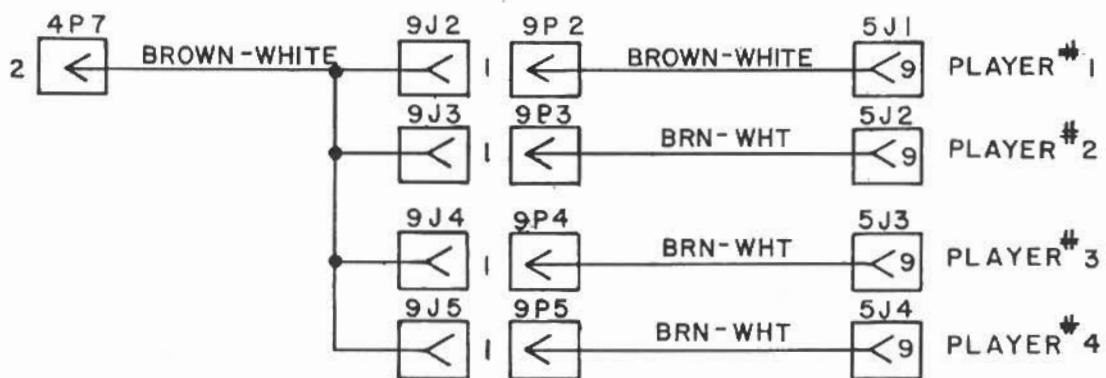 4P7 9J2 9P2 5J1
2 BROWN-WHITE 1 BROWN-WHITE 9 PLAYER #1
9J3 9P3 5J2
1 BRN-WHT 9 PLAYER #2
9J4 9P4 5J3
1 BRN-WHT 9 PLAYER #3
9J5 9P5 5J4
1 BRN-WHT 9 PLAYER #4